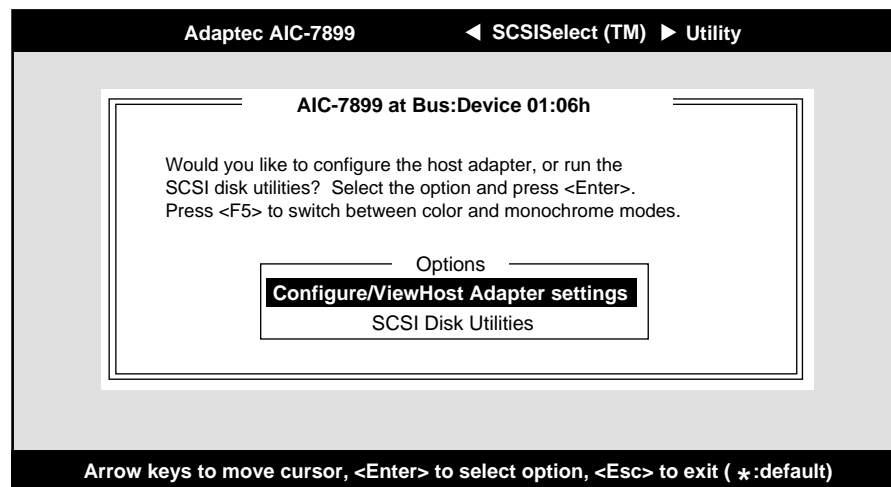 Adaptec AIC-7899 ◀ SCSISelect (TM) ▶ Utility
AIC-7899 at Bus:Device 01:06h
Would you like to configure the host adapter, or run the
SCSI disk utilities? Select the option and press <Enter>.
Press <F5> to switch between color and monochrome modes.
Options
Configure/ViewHost Adapter settings
SCSI Disk Utilities
Arrow keys to move cursor, <Enter> to select option, <Esc> to exit ( *:default)